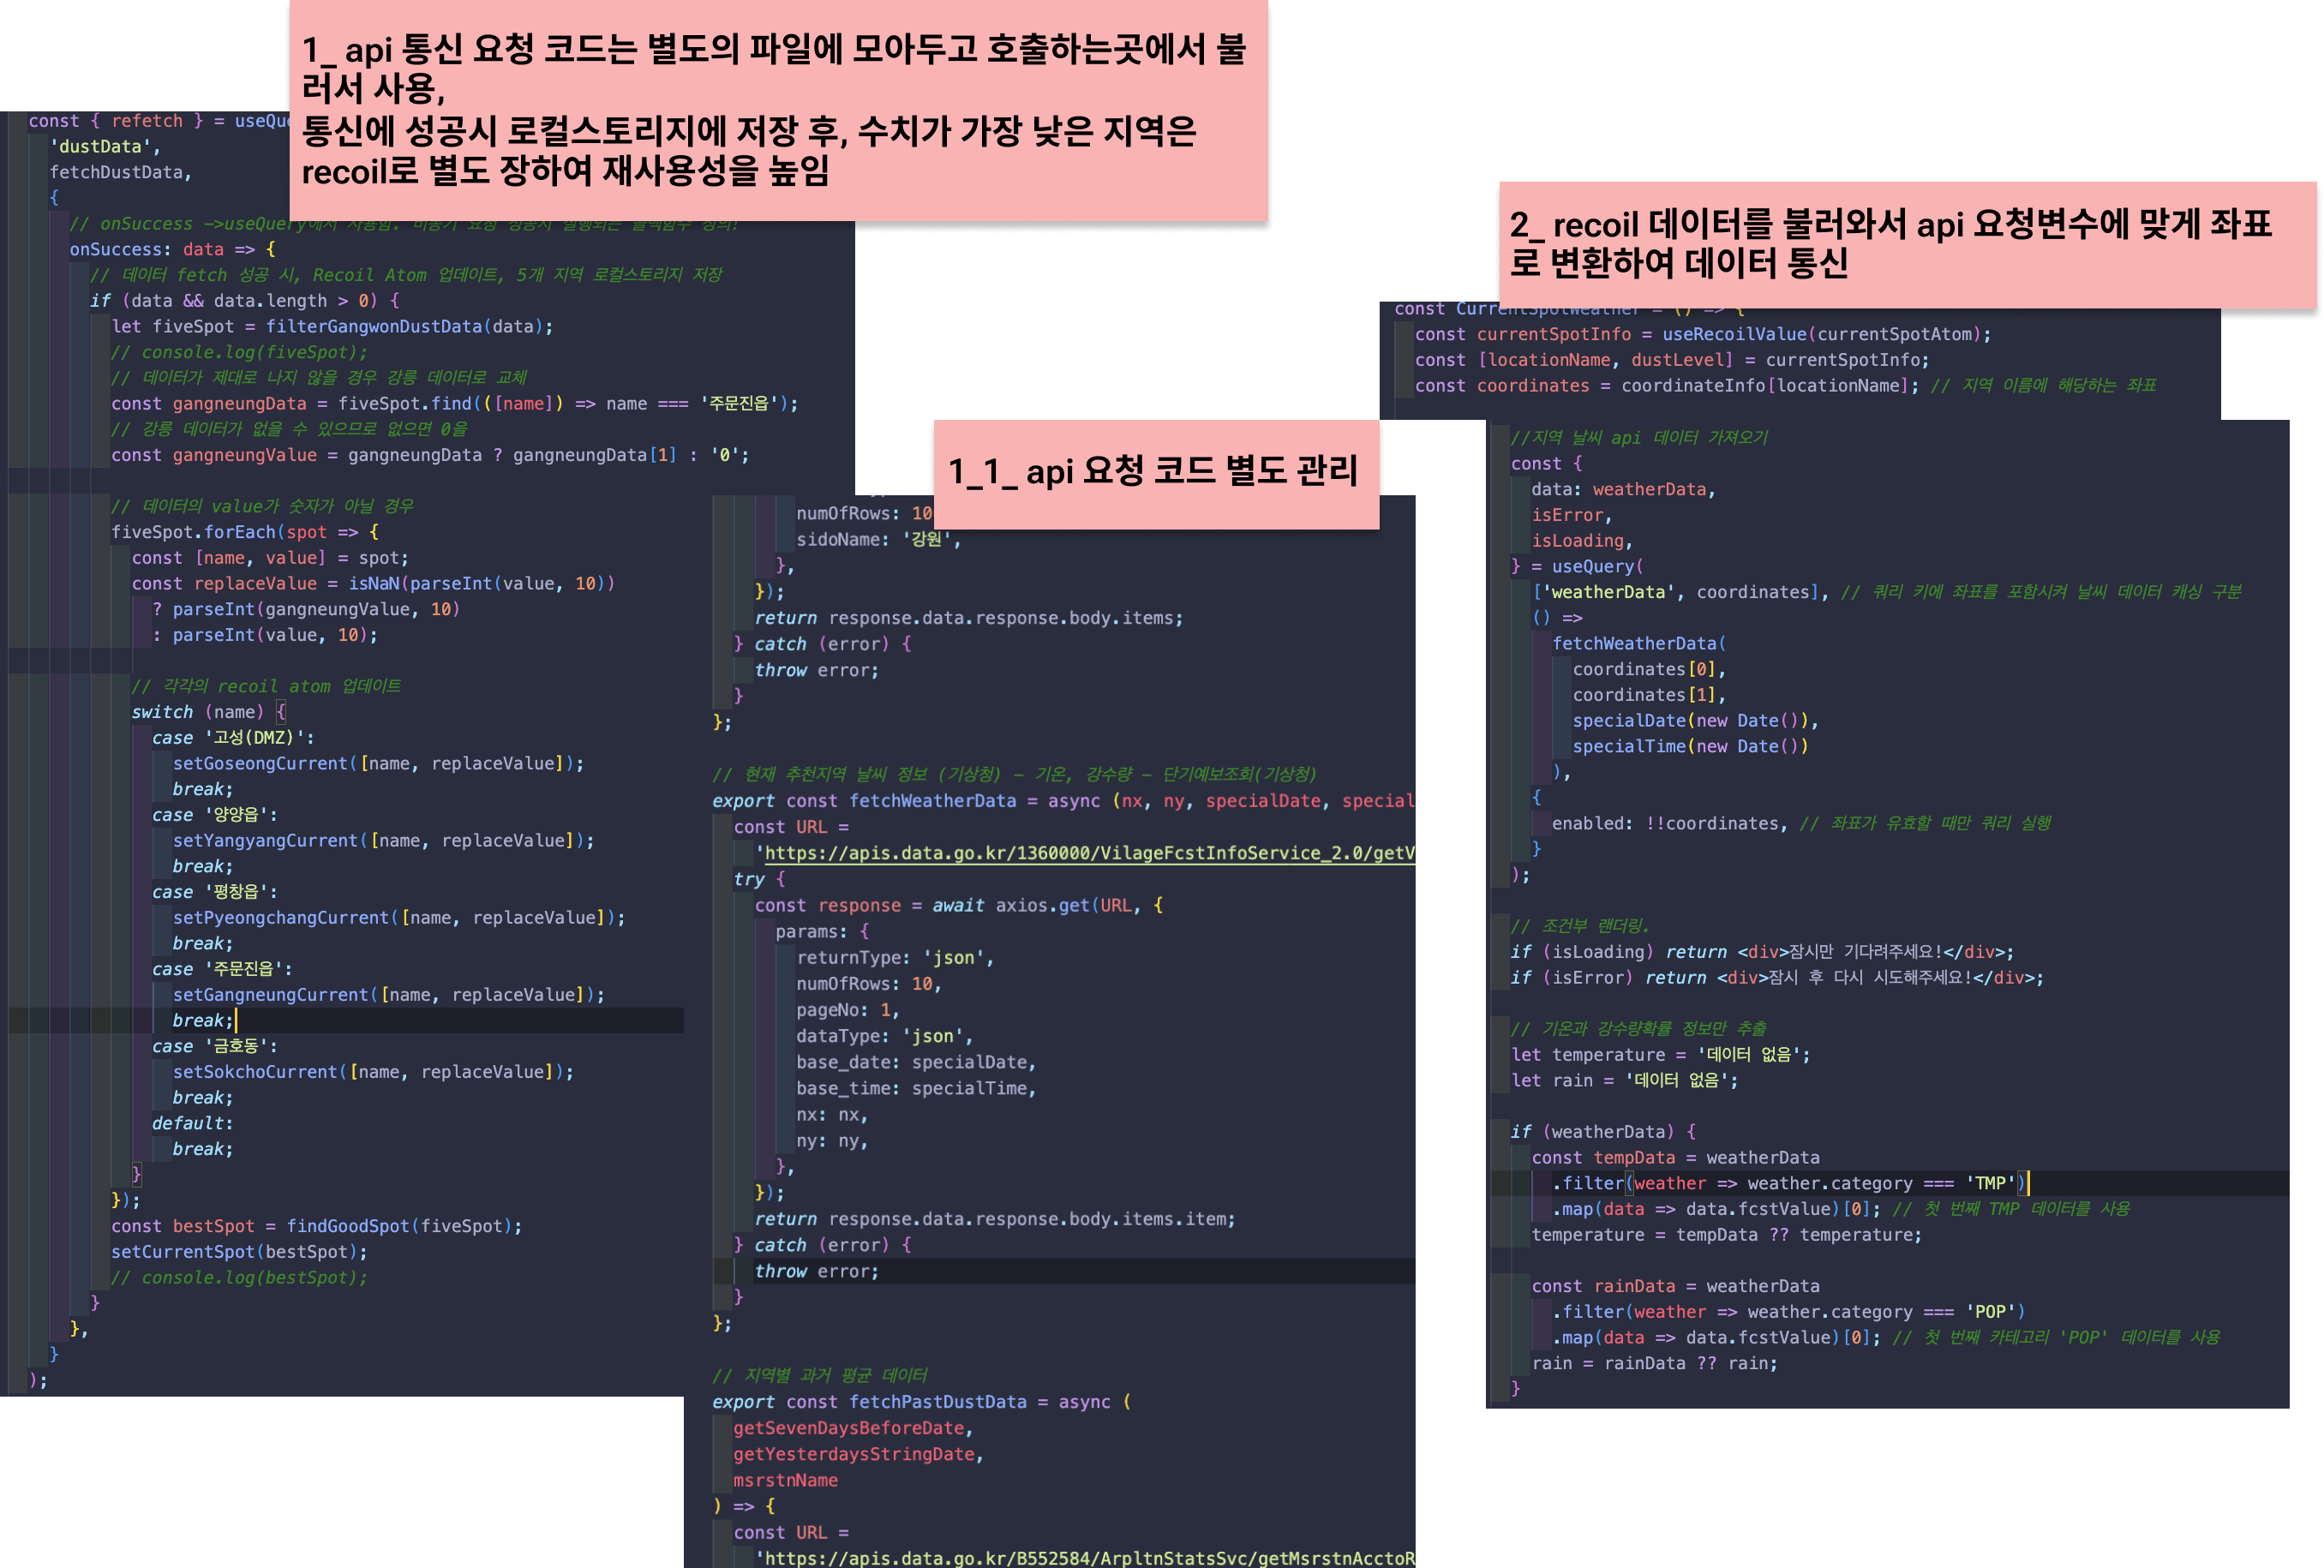 1_ api 통신 요청 코드는 별도의 파일에 모아두고 호출하는곳에서 불
러서 사용,
통신에 성공시 로컬스토리지에 저장 후, 수치가 가장 낮은 지역은
recoil로 별도 장하여 재사용성을 높임
const { refetch } = useQue
'dustData',
fetchDustData,
{
// onSuccess ->useQuery에서 사용됨. 비동기 요청 성공시 실행되는 콜백함수 정의!
onSuccess: data => {
// 데이터 fetch 성공 시, Recoil Atom 업데이트, 5개 지역 로컬스토리지 저장
if (data && data.length > 0) {
let fiveSpot = filterGangwonDustData(data);
// console.log(fiveSpot);
// 데이터가 제대로 나지 않을 경우 강릉 데이터로 교체
const gangneungData = fiveSpot.find(([name]) => name === '주문진읍');
// 강릉 데이터가 없을 수 있으므로 없으면 0을
const gangneungValue = gangneungData ? gangneungData[1] : '0';
// 데이터의 value가 숫자가 아닐 경우
fiveSpot.forEach(spot => {
const [name, value] = spot;
const replaceValue = isNaN(parseInt(value, 10))
? parseInt(gangneungValue, 10)
: parseInt(value, 10);
// 각각의 recoil atom 업데이트
switch (name) {
case '고성(DMZ)':
setGoseongCurrent([name, replaceValue]);
break;
case '양양읍':
setYangyangCurrent([name, replaceValue]);
break;
case '평창읍':
setPyeongchangCurrent([name, replaceValue]);
break;
case '주문진읍':
setGangneungCurrent([name, replaceValue]);
break;
case '금호동':
setSokchoCurrent([name, replaceValue]);
break;
default:
break;
}
});
const bestSpot = findGoodSpot(fiveSpot);
setCurrentSpot(bestSpot);
// console.log(bestSpot);
}
},
}
);
1_1_ api 요청 코드 별도 관리
numOfRows: 10
sidoName: '강원',
},
});
return response.data.response.body.items;
} catch (error) {
throw error;
}
};
// 현재 추천지역 날씨 정보 (기상청) – 기온, 강수량 – 단기예보조회(기상청)
export const fetchWeatherData = async (nx, ny, specialDate, special
const URL =
'https://apis.data.go.kr/1360000/VilageFcstInfoService_2.0/getV
try {
const response = await axios.get(URL, {
params: {
returnType: 'json',
numOfRows: 10,
pageNo: 1,
dataType: 'json',
base_date: specialDate,
base_time: specialTime,
nx: nx,
ny: ny,
},
});
return response.data.response.body.items.item;
} catch (error) {
throw error;
}
};
// 지역별 과거 평균 데이터
export const fetchPastDustData = async (
getSevenDaysBeforeDate,
getYesterdaysStringDate,
msrstnName
) => {
const URL =
'https://apis.data.go.kr/B552584/ArpltnStatsSvc/getMsrstnAcctoR
2_ recoil 데이터를 불러와서 api 요청변수에 맞게 좌표
로 변환하여 데이터 통신
const CurrentSpotWeather = () => {
const currentSpotInfo = useRecoilValue(currentSpotAtom);
const [locationName, dustLevel] = currentSpotInfo;
const coordinates = coordinateInfo[locationName]; // 지역 이름에 해당하는 좌표
//지역 날씨 api 데이터 가져오기
const {
data: weatherData,
isError,
isLoading,
} = useQuery(
['weatherData', coordinates], // 쿼리 키에 좌표를 포함시켜 날씨 데이터 캐싱 구분
() =>
fetchWeatherData(
coordinates[0],
coordinates[1],
specialDate(new Date()),
specialTime(new Date())
),
{
enabled: !!coordinates, // 좌표가 유효할 때만 쿼리 실행
}
);
// 조건부 랜더링.
if (isLoading) return <div>잠시만 기다려주세요!</div>;
if (isError) return <div>잠시 후 다시 시도해주세요!</div>;
// 기온과 강수량확률 정보만 추출
let temperature = '데이터 없음';
let rain = '데이터 없음';
if (weatherData) {
const tempData = weatherData
.filter(weather => weather.category === 'TMP')
.map(data => data.fcstValue)[0]; // 첫 번째 TMP 데이터를 사용
temperature = tempData ?? temperature;
const rainData = weatherData
.filter(weather => weather.category === 'POP')
.map(data => data.fcstValue)[0]; // 첫 번째 카테고리 'POP' 데이터를 사용
rain = rainData ?? rain;
}